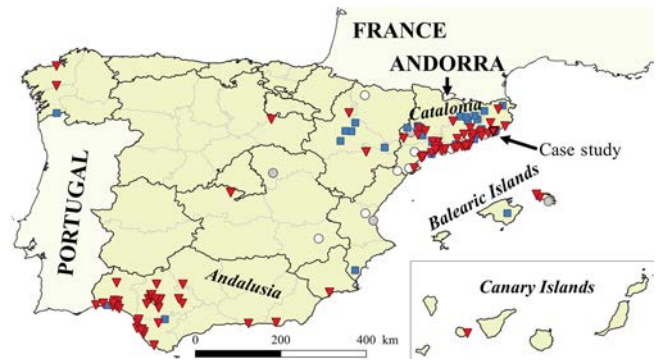 FRANCE
ANDORRA
Catalonia
Case study
PORTUGAL
Balearic Islands
Andalusia
Canary Islands
0 200 400 km